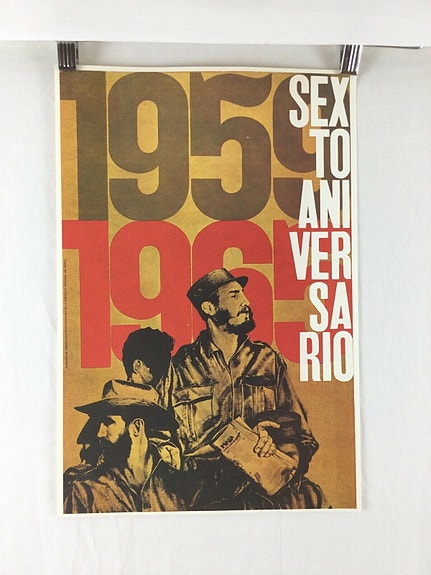 1959
1965
SEX
TO
ANI
VER
SA
RIO